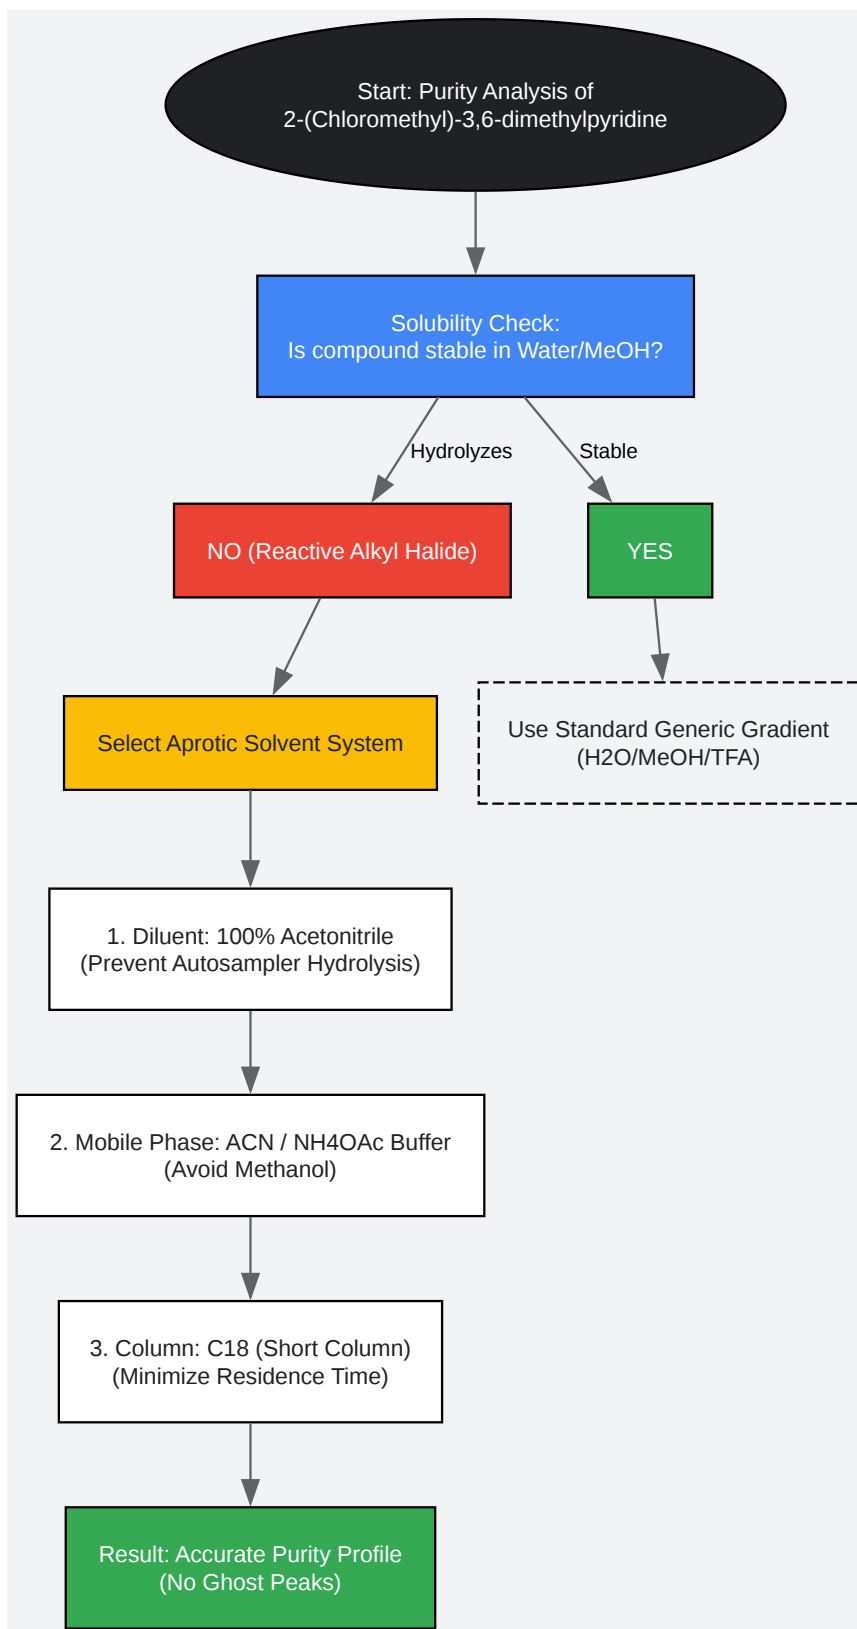 Start: Purity Analysis of
2-(Chloromethyl)-3,6-dimethylpyridine
Solubility Check:
Is compound stable in Water/MeOH?
Hydrolyzes
Stable
NO (Reactive Alkyl Halide)
YES
Select Aprotic Solvent System
Use Standard Generic Gradient
(H2O/MeOH/TFA)
1. Diluent: 100% Acetonitrile
(Prevent Autosampler Hydrolysis)
2. Mobile Phase: ACN / NH4OAc Buffer
(Avoid Methanol)
3. Column: C18 (Short Column)
(Minimize Residence Time)
Result: Accurate Purity Profile
(No Ghost Peaks)